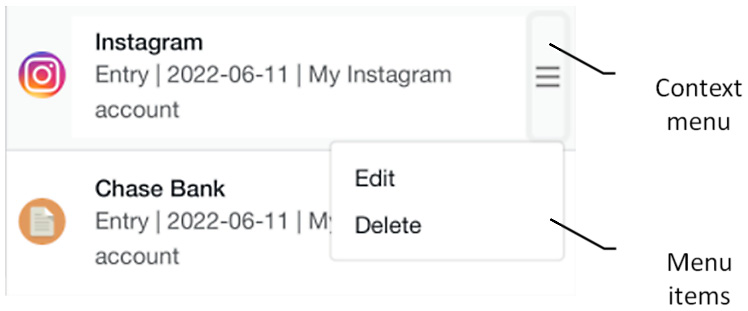 Instagram
Entry | 2022-06-11 | My Instagram
account
Context
menu
Edit
Chase Bank
Entry | 2022-06-11 | My
Delete
account
Menu
items